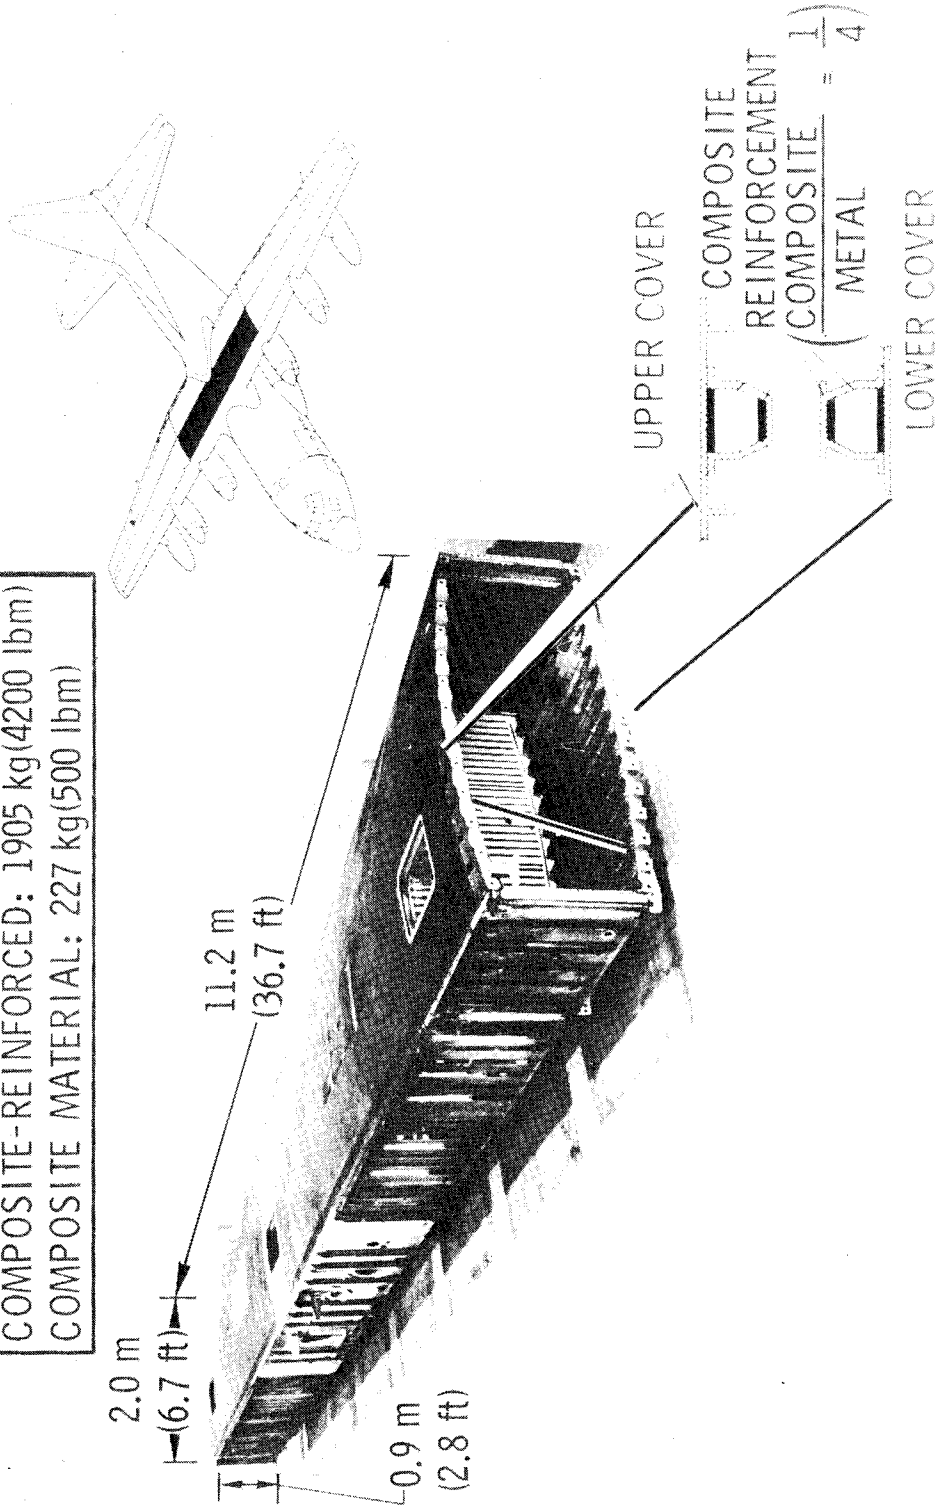 COMPOSITE-REINFORCED: 1905 kg(4200 lbm)
COMPOSITE MATERIAL: 227 kg(500 lbm)
2.0 m
(6.7 ft)
11.2 m
(36.7 ft)
0.9 m
(2.8 ft)
UPPER COVER
COMPOSITE
REINFORCEMENT
(COMPOSITE = 1
METAL 4)
LOWER COVER